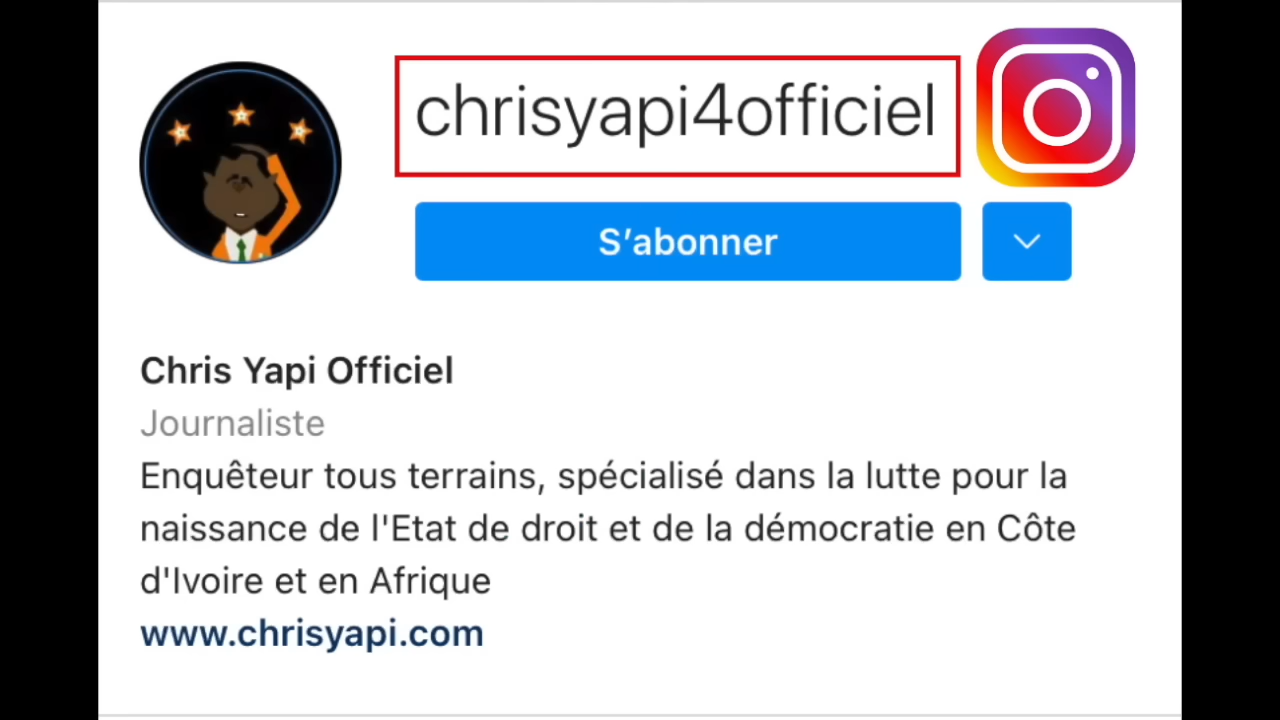 chrisyapi4officiel
S’abonner
Chris Yapi Officiel
Journaliste
Enquêteur tous terrains, spécialisé dans la lutte pour la
naissance de l'Etat de droit et de la démocratie en Côte
d'Ivoire et en Afrique
www.chrisyapi.com